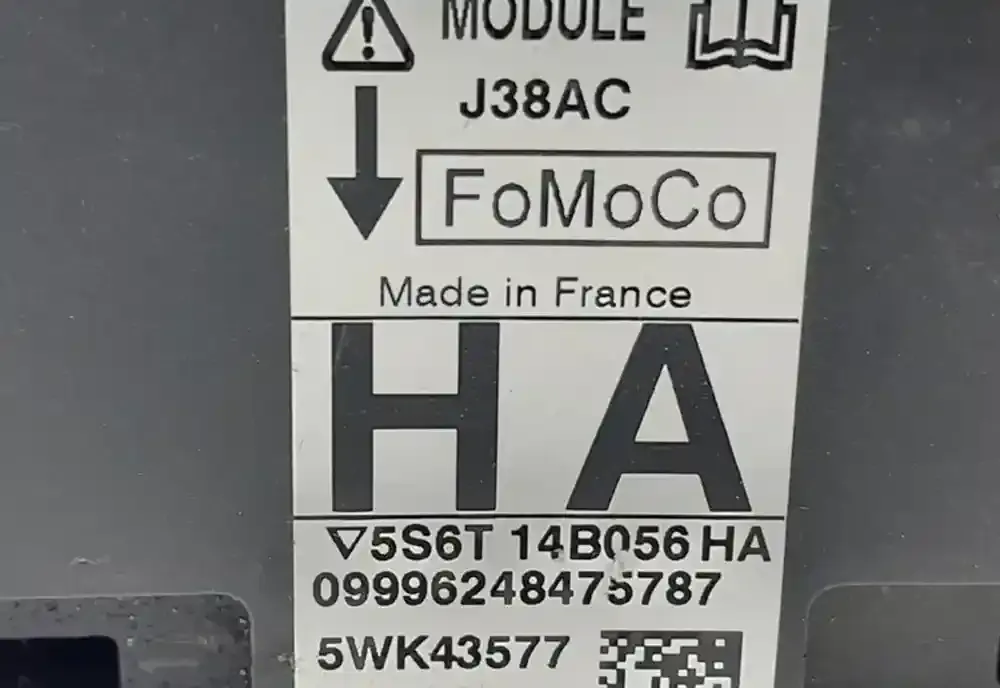 MODULE
J38AC
FoMoCo
Made in France
HA
5S6T 14B056 HA
09996248475787
5WK43577